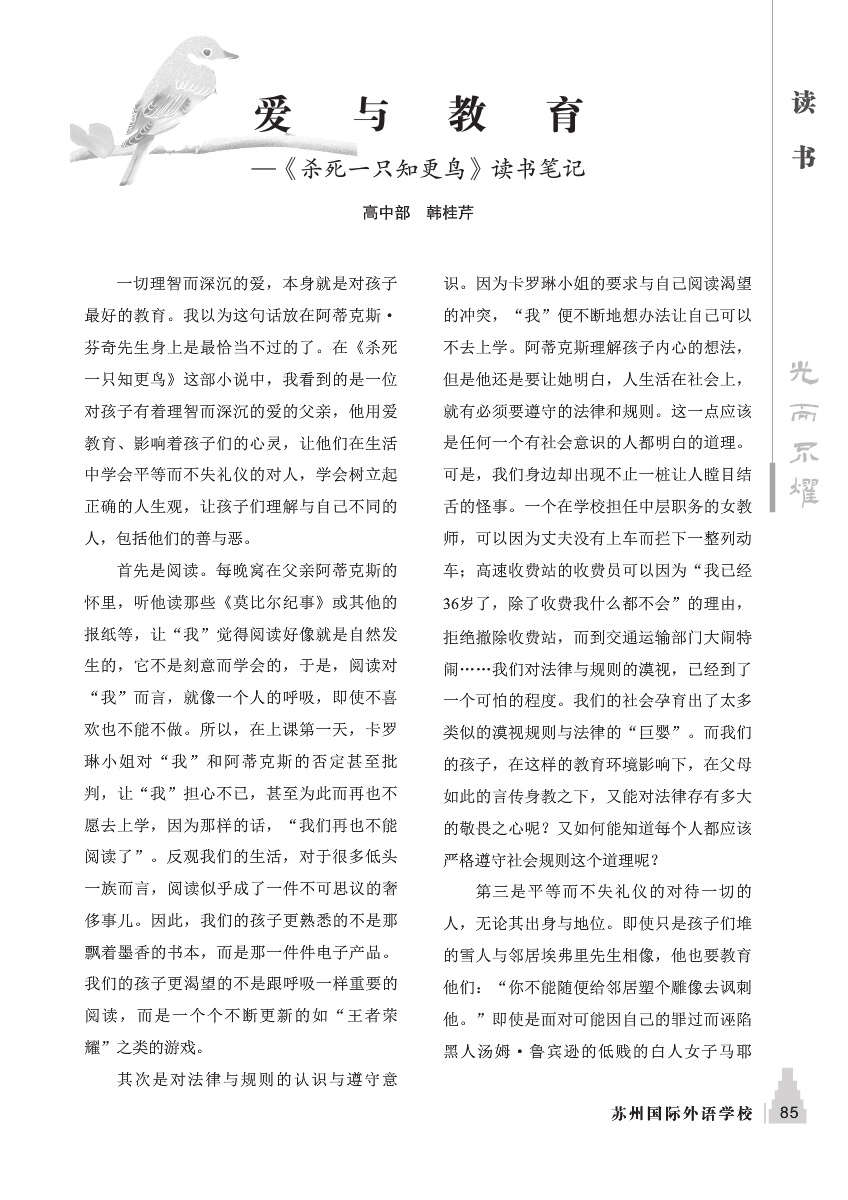 爱与教育
—《杀死一只知更鸟》读书笔记
高中部 韩桂芹
一切理智而深沉的爱，本身就是对孩子
最好的教育。我以为这句话放在阿蒂克斯·
芬奇先生身上是最恰当不过的了。在《杀死
一只知更鸟》这部小说中，我看到的是一位
对孩子有着理智而深沉的爱的父亲，他用爱
教育、影响着孩子们的心灵，让他们在生活
中学会平等而不失礼仪的对人，学会树立起
正确的人生观，让孩子们理解与自己不同的
人，包括他们的善与恶。
首先是阅读。每晚窝在父亲阿蒂克斯的
怀里，听他读那些《莫比尔纪事》或其他的
报纸等，让“我”觉得阅读好像就是自然发
生的，它不是刻意而学会的，于是，阅读对
“我”而言，就像一个人的呼吸，即使不喜
欢也不能不做。所以，在上课第一天，卡罗
琳小姐对“我”和阿蒂克斯的否定甚至批
判，让“我”担心不已，甚至为此而再也不
愿去上学，因为那样的话，“我们再也不能
阅读了”。反观我们的生活，对于很多低头
一族而言，阅读似乎成了一件不可思议的奢
侈事儿。因此，我们的孩子更熟悉的不是那
飘着墨香的书本，而是那一件件电子产品。
我们的孩子更渴望的不是跟呼吸一样重要的
阅读，而是一个个不断更新的如“王者荣
耀”之类的游戏。
其次是对法律与规则的认识与遵守意
识。因为卡罗琳小姐的要求与自己阅读渴望
的冲突，“我”便不断地想办法让自己可以
不去上学。阿蒂克斯理解孩子内心的想法，
但是他还是要让她明白，人生活在社会上，
就有必须要遵守的法律和规则。这一点应该
是任何一个有社会意识的人都明白的道理。
可是，我们身边却出现不止一桩让人瞠目结
舌的怪事。一个在学校担任中层职务的女教
师，可以因为丈夫没有上车而拦下一整列动
车；高速收费站的收费员可以因为“我已经
36岁了，除了收费我什么都不会”的理由，
拒绝撤除收费站，而到交通运输部门大闹特
闹……我们对法律与规则的漠视，已经到了
一个可怕的程度。我们的社会孕育出了太多
类似的漠视规则与法律的“巨婴”。而我们
的孩子，在这样的教育环境影响下，在父母
如此的言传身教之下，又能对法律存有多大
的敬畏之心呢？又如何能知道每个人都应该
严格遵守社会规则这个道理呢？
第三是平等而不失礼仪的对待一切的
人，无论其出身与地位。即使只是孩子们堆
的雪人与邻居埃弗里先生相像，他也要教育
他们：“你不能随便给邻居塑个雕像去讽刺
他。”即使是面对可能因自己的罪过而诬陷
黑人汤姆·鲁宾逊的低贱的白人女子马耶
读书
光而不耀
苏州国际外语学校 85